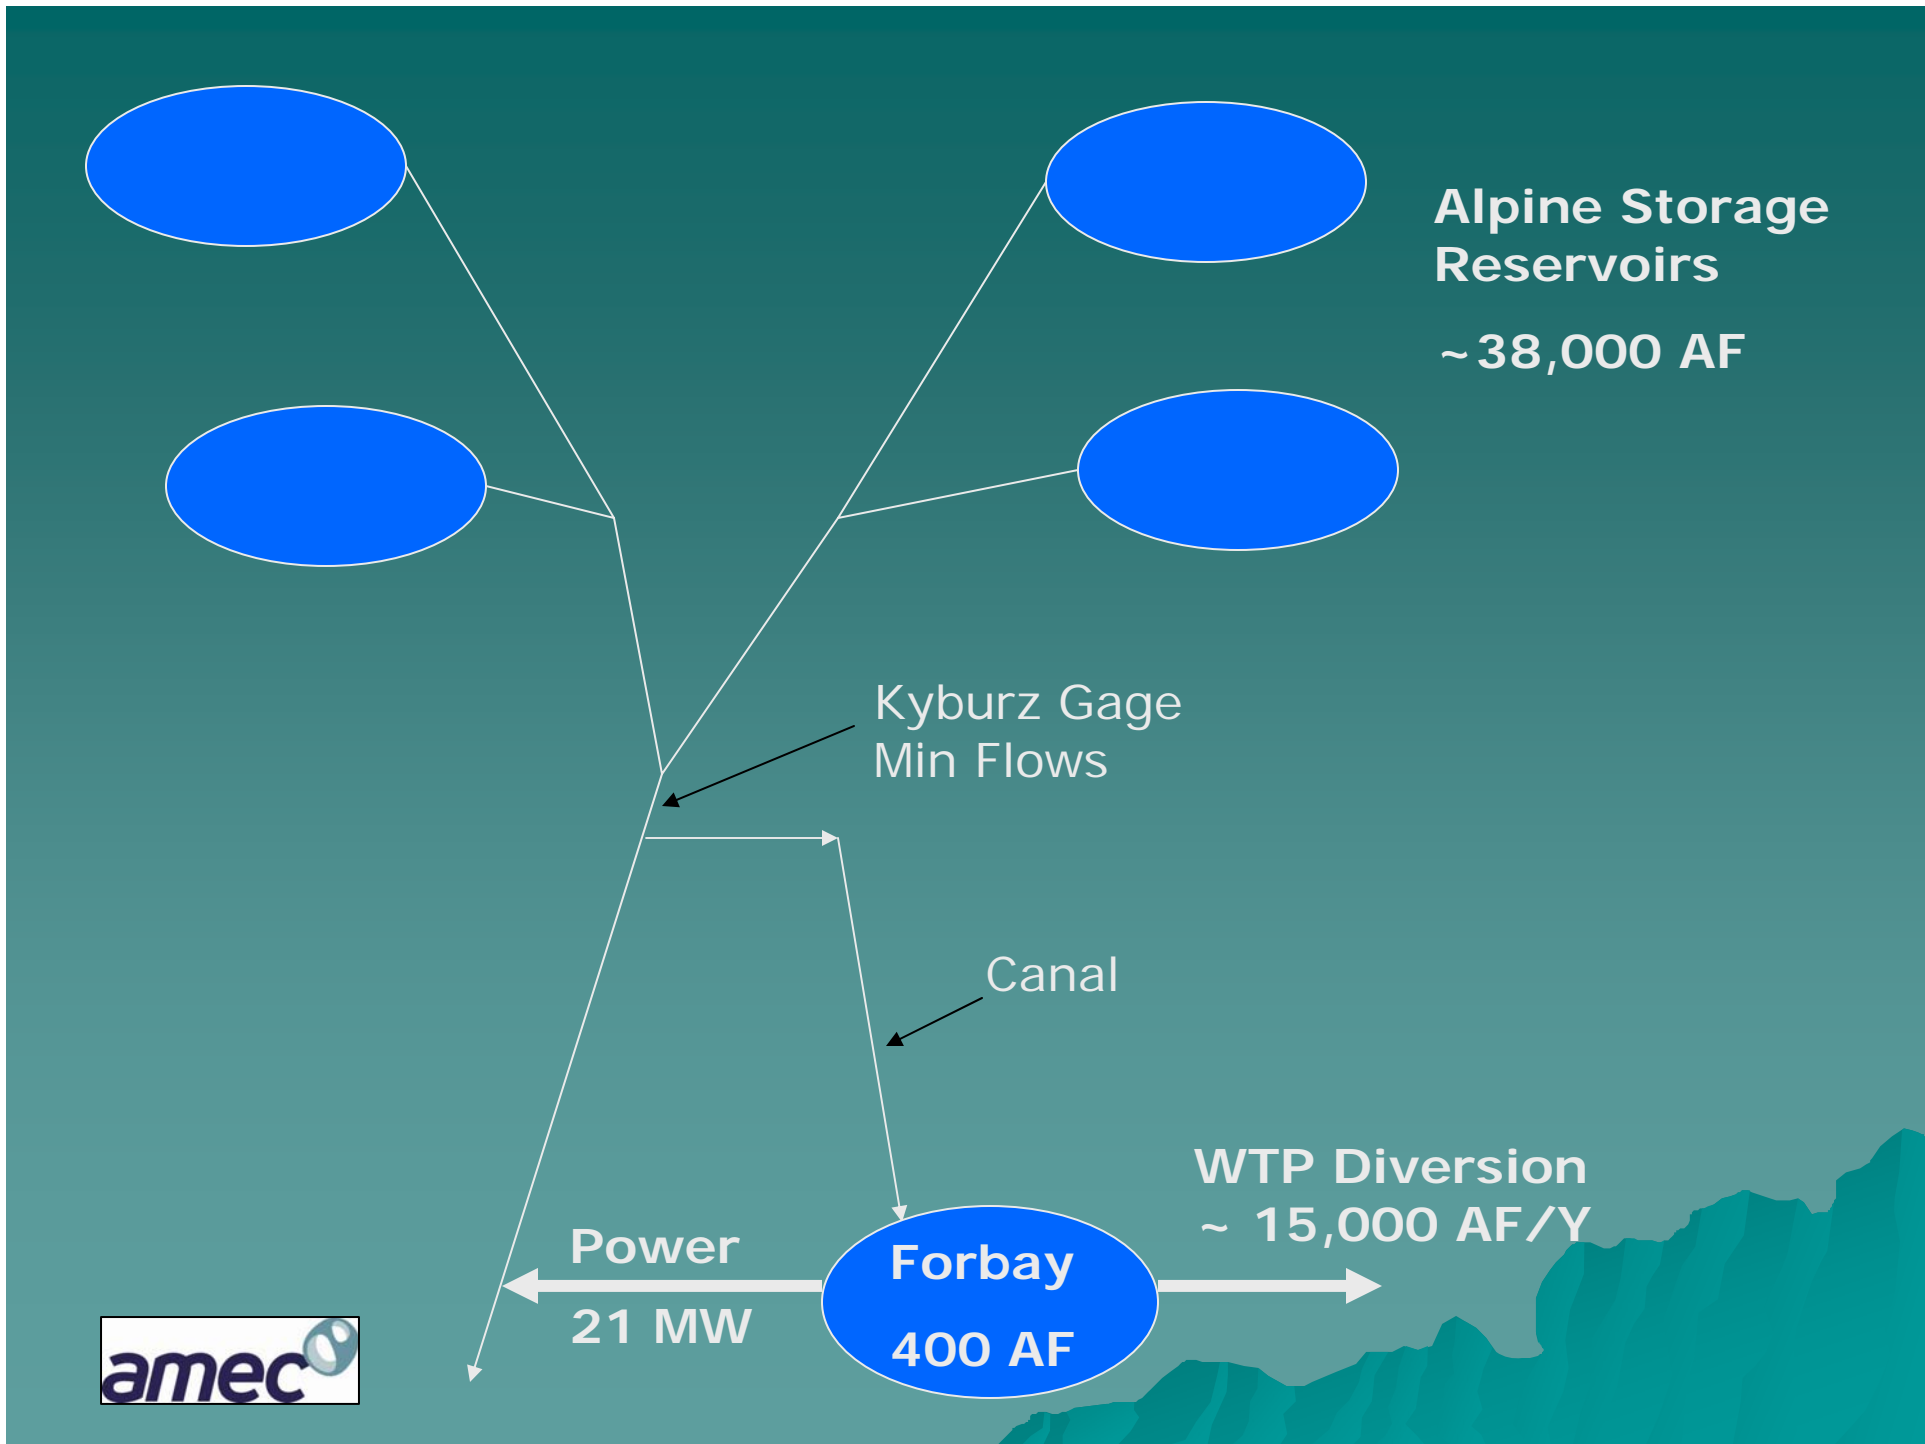 Alpine Storage
Reservoirs
~38,000 AF
Kyburz Gage
Min Flows
Canal
WTP Diversion
~ 15,000 AF/Y
Power
21 MW
Forbay
400 AF
amec